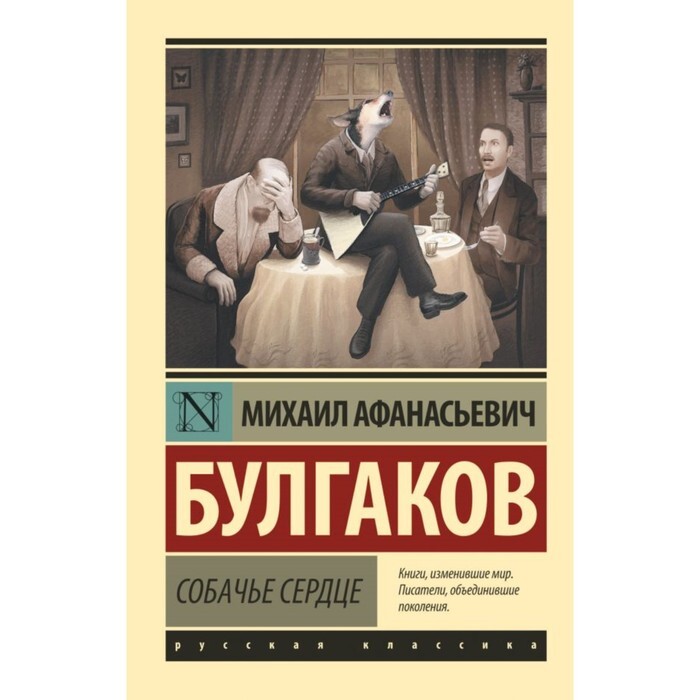 N
МИХАИЛ АФАНАСЬЕВИЧ
БУЛГАКОВ
СОБАЧЬЕ СЕРДЦЕ
Книги, изменившие мир.
Писатели, объединившие
поколения.
русская классика